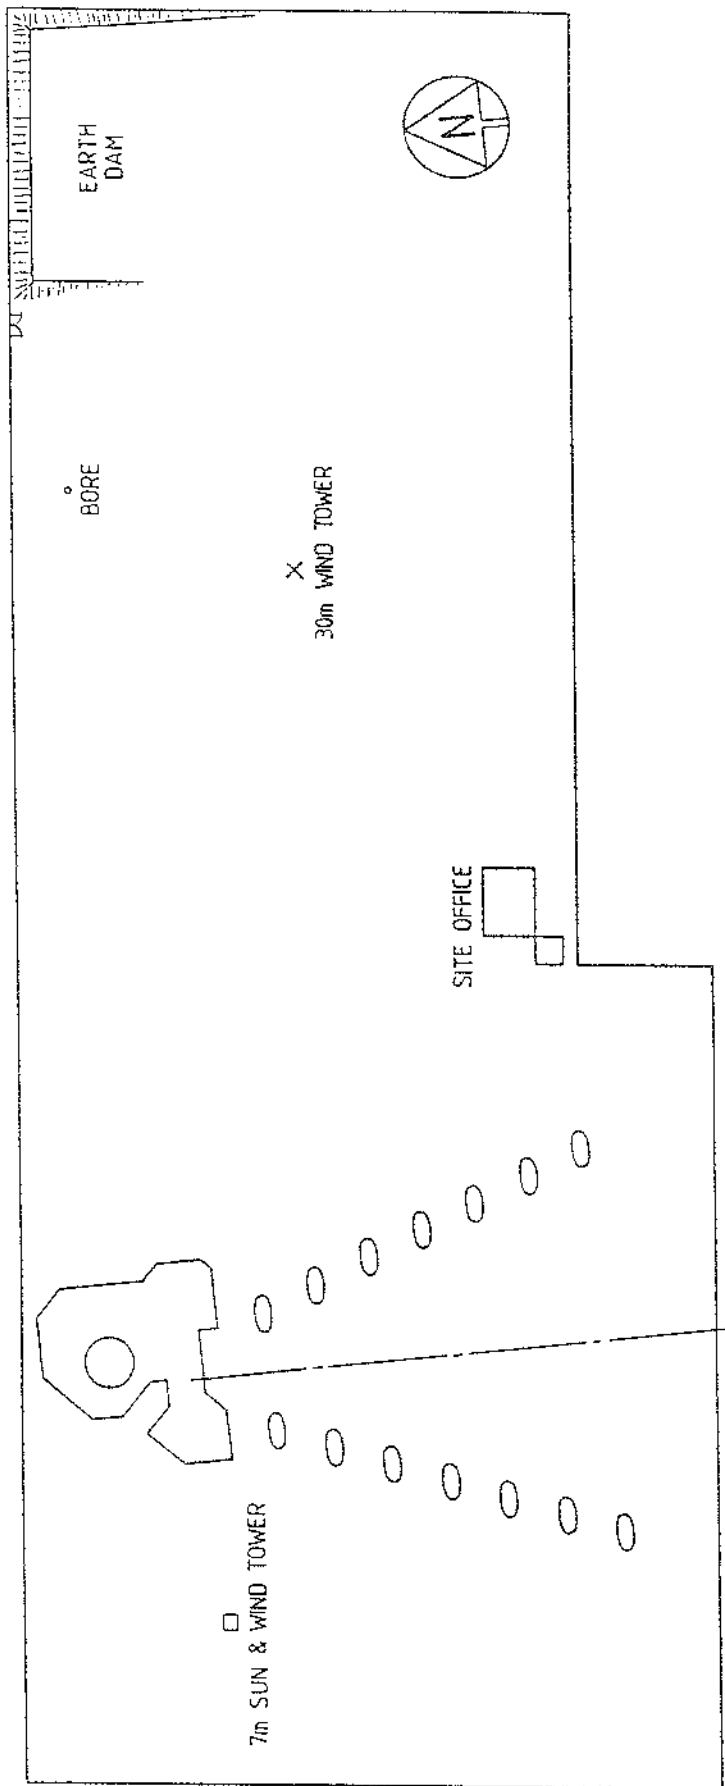 EARTH
DAM
N
BORE
30m WIND TOWER
SITE OFFICE
7m SUN & WIND TOWER